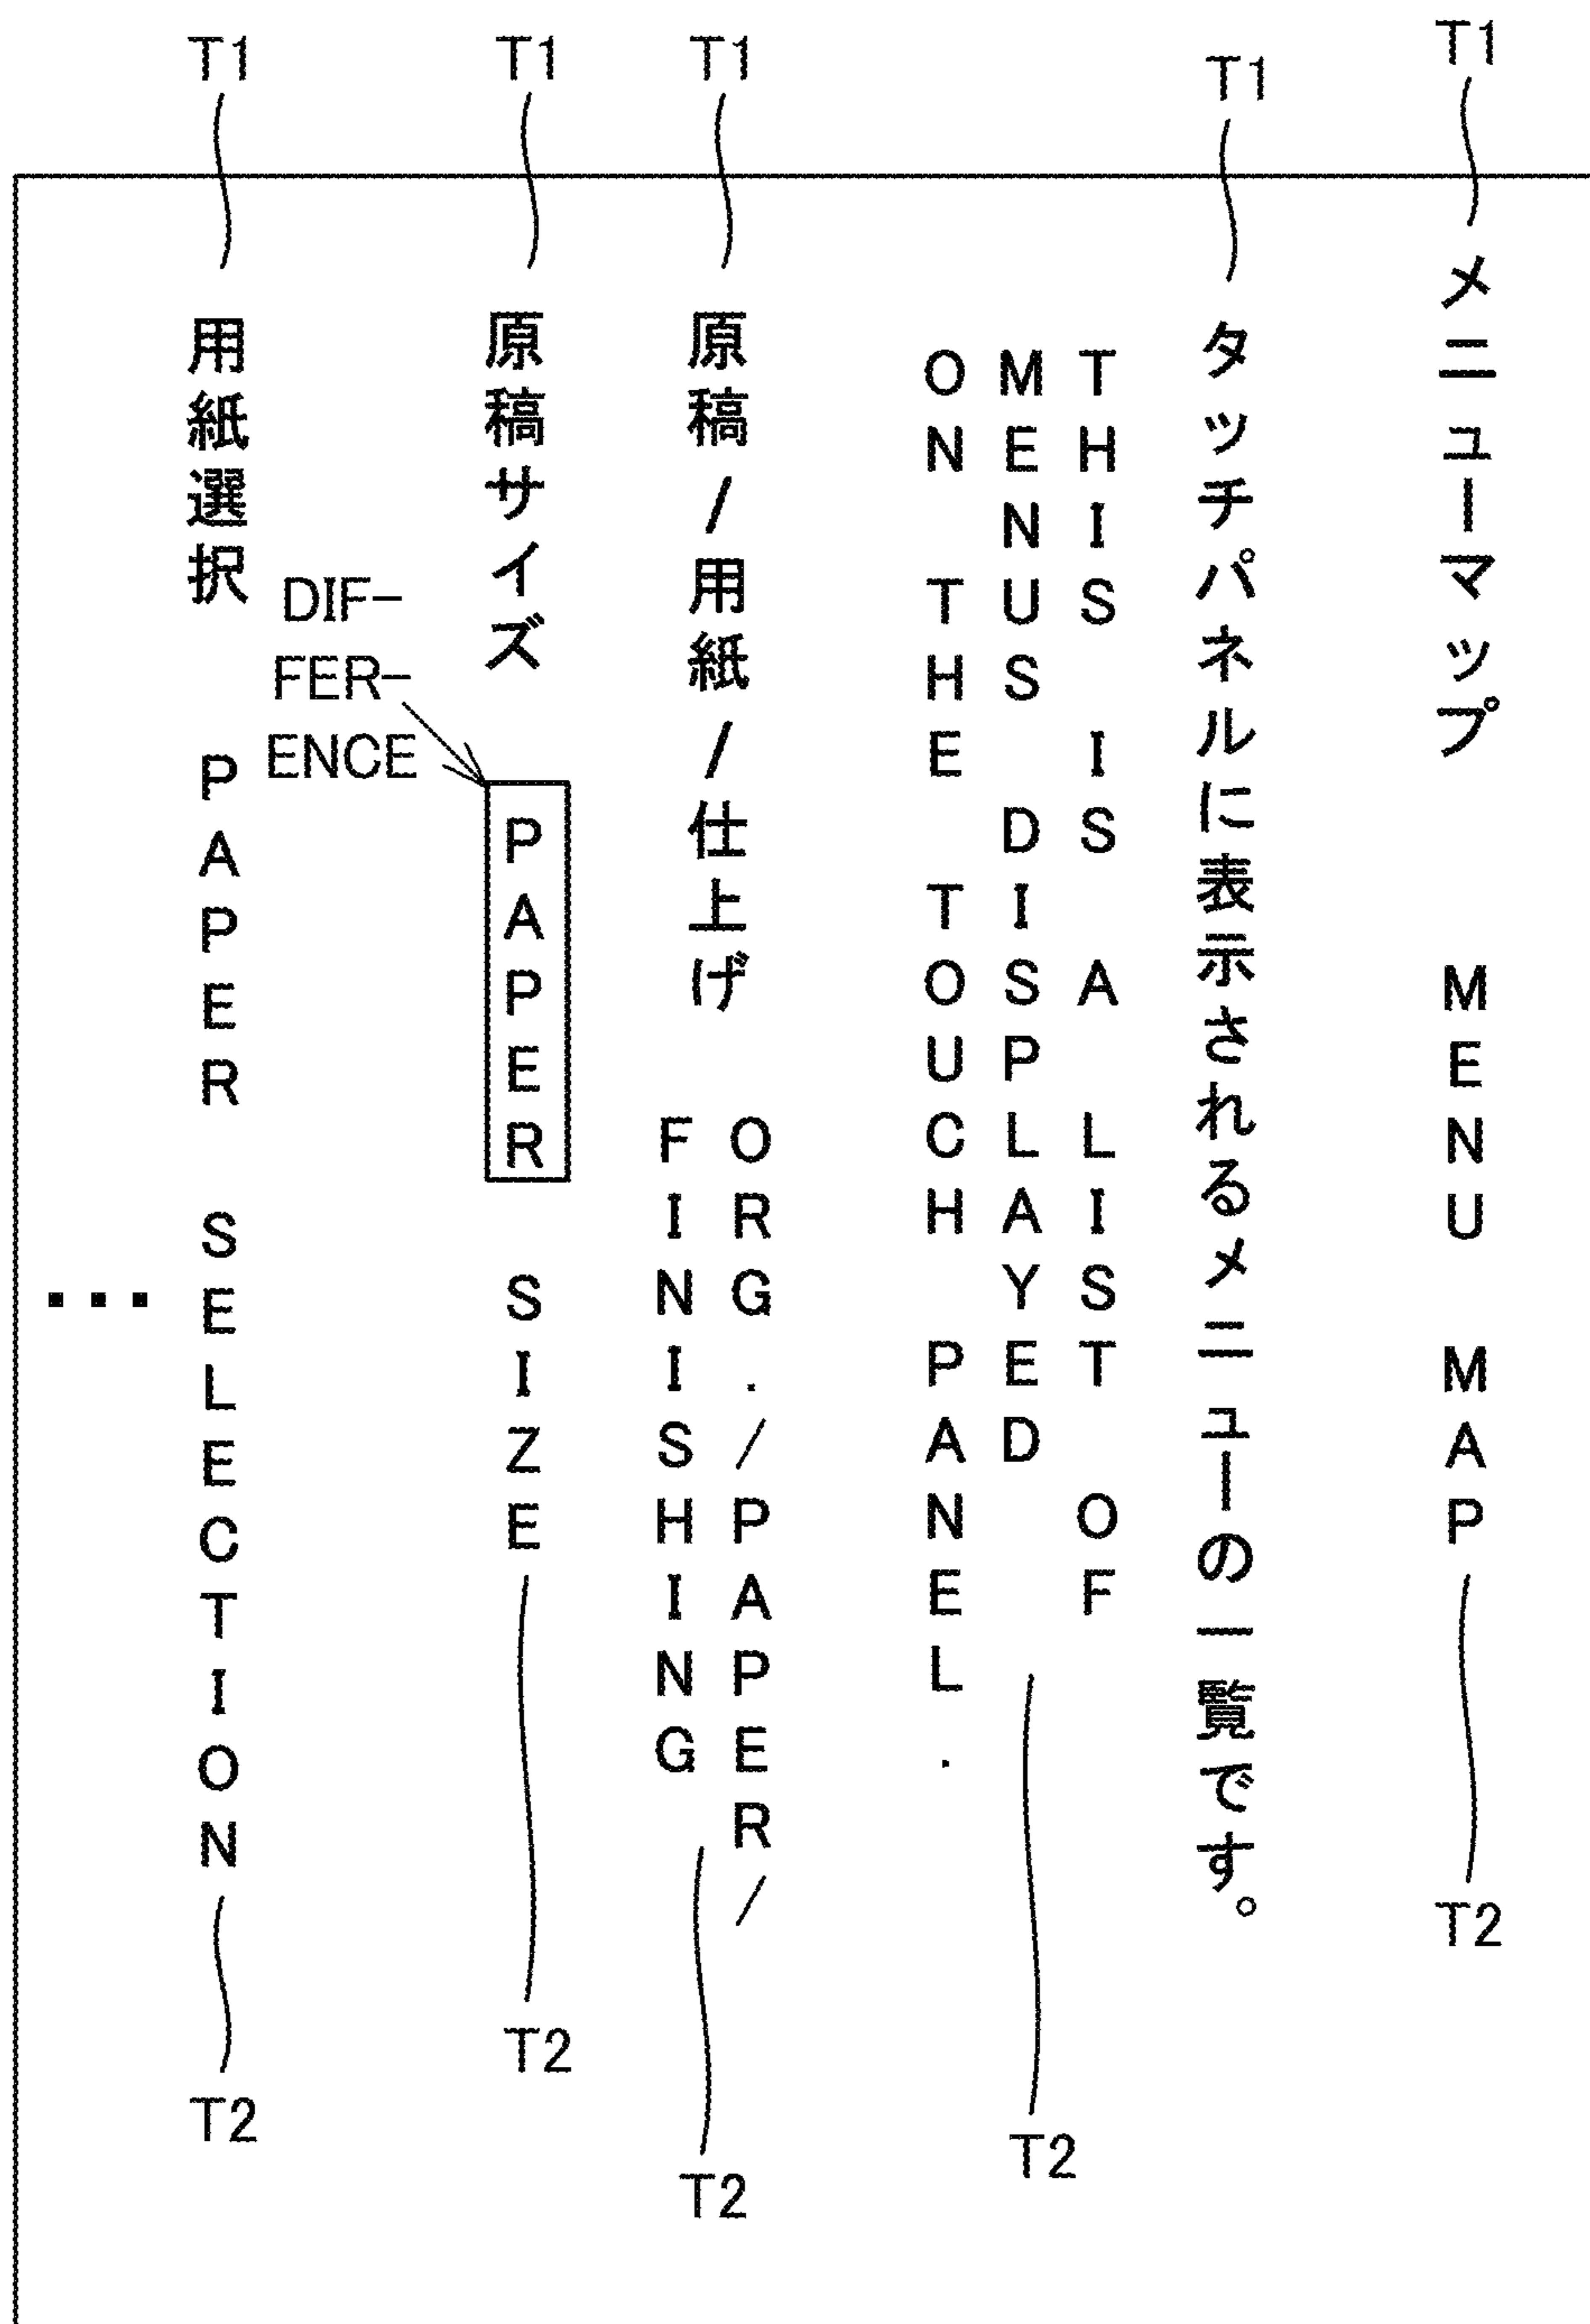 T1
メニューマップ
MENU MAP
T2
T1
タッチパネルに表示されるメニューの一覧です。
THIS IS A LIST OF
MENUS DISPLAYED
ON THE TOUCH PANEL.
T2
T1
原稿/用紙/仕上げ
ORG./PAPER/
FINISHING
T2
T1
原稿サイズ
DIF-
FER-
ENCE
PAPER SIZE
T2
T1
用紙選択
PAPER SELECTION
T2
...